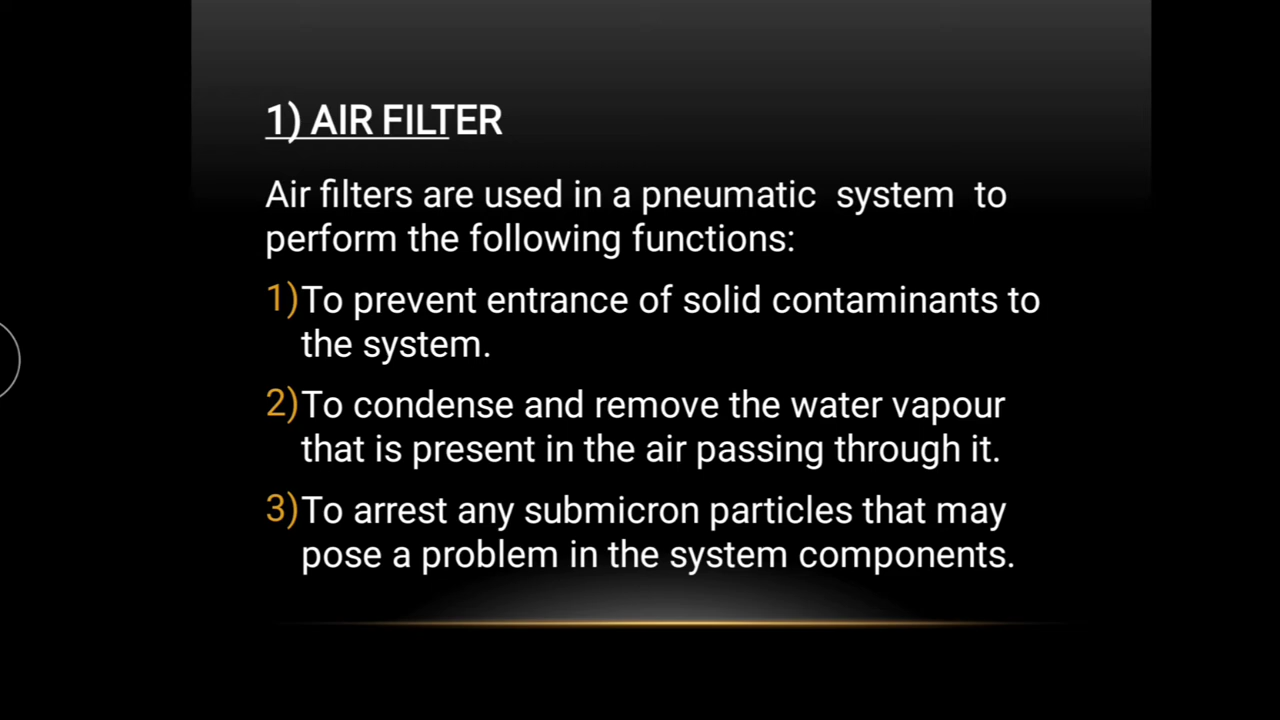 1) AIR FILTER
Air filters are used in a pneumatic system to
perform the following functions:
1) To prevent entrance of solid contaminants to
the system.
2) To condense and remove the water vapour
that is present in the air passing through it.
3) To arrest any submicron particles that may
pose a problem in the system components.